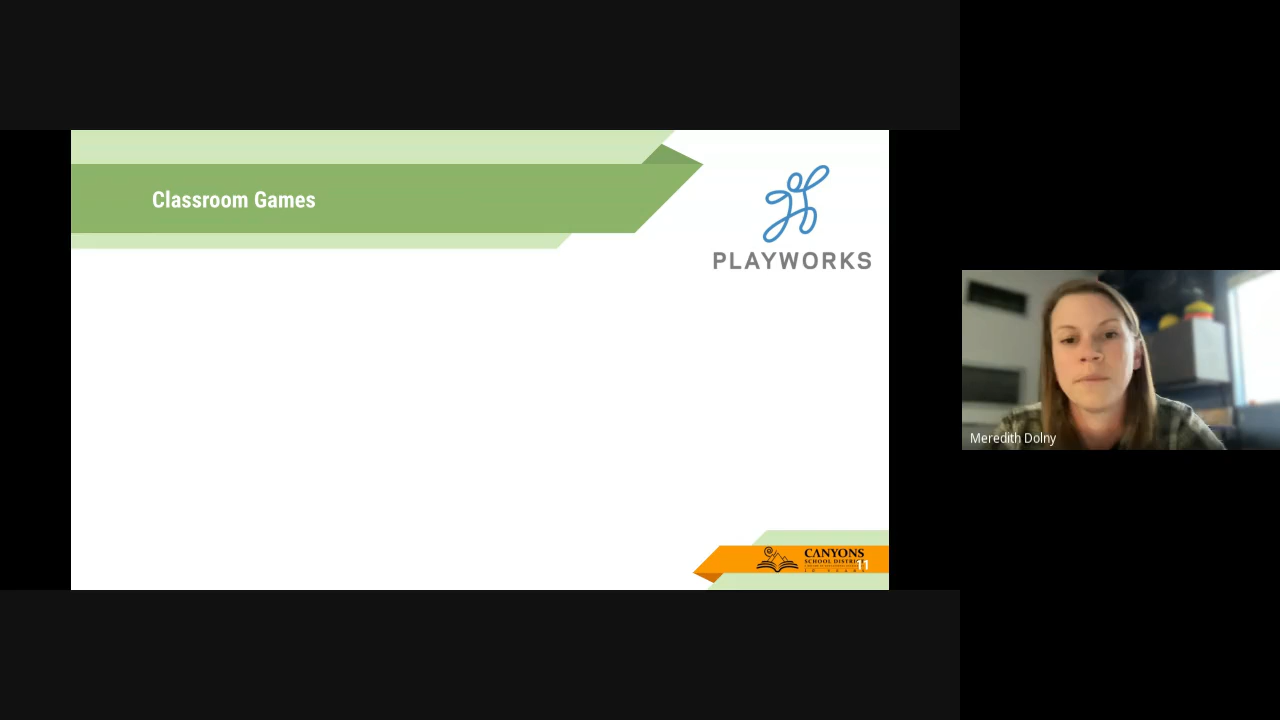 Classroom Games
PLAYWORKS
CANYONS
SCHOOL DISTRICT
11
Meredith Dolny